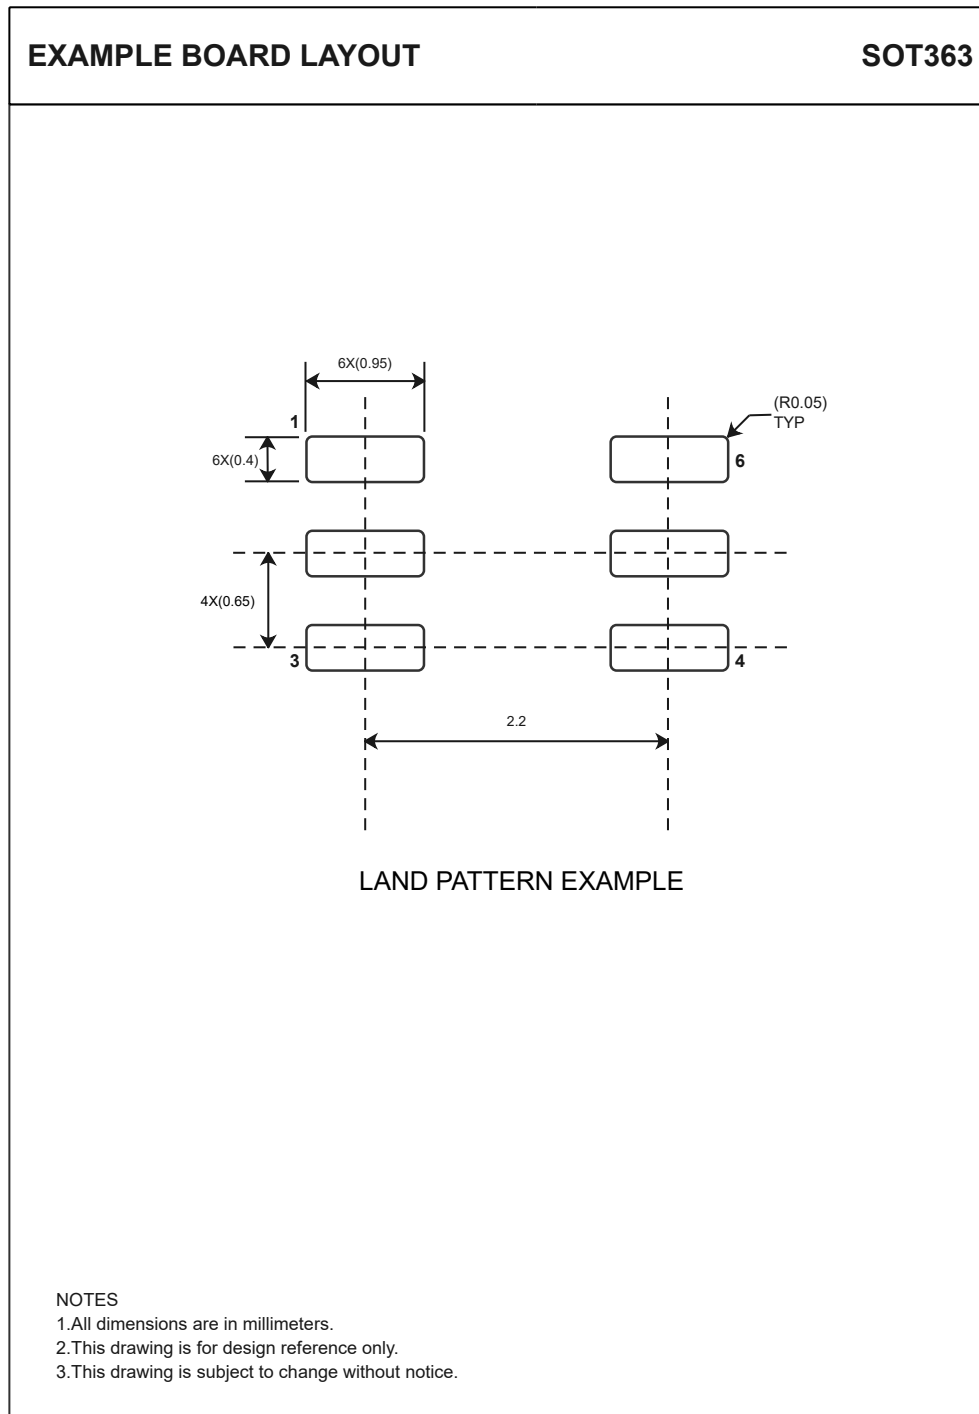 EXAMPLE BOARD LAYOUT
SOT363
6X(0.95)
(R0.05)
TYP
1
6X(0.4)
6
4X(0.65)
3
4
2.2
LAND PATTERN EXAMPLE
NOTES
1.All dimensions are in millimeters.
2.This drawing is for design reference only.
3.This drawing is subject to change without notice.